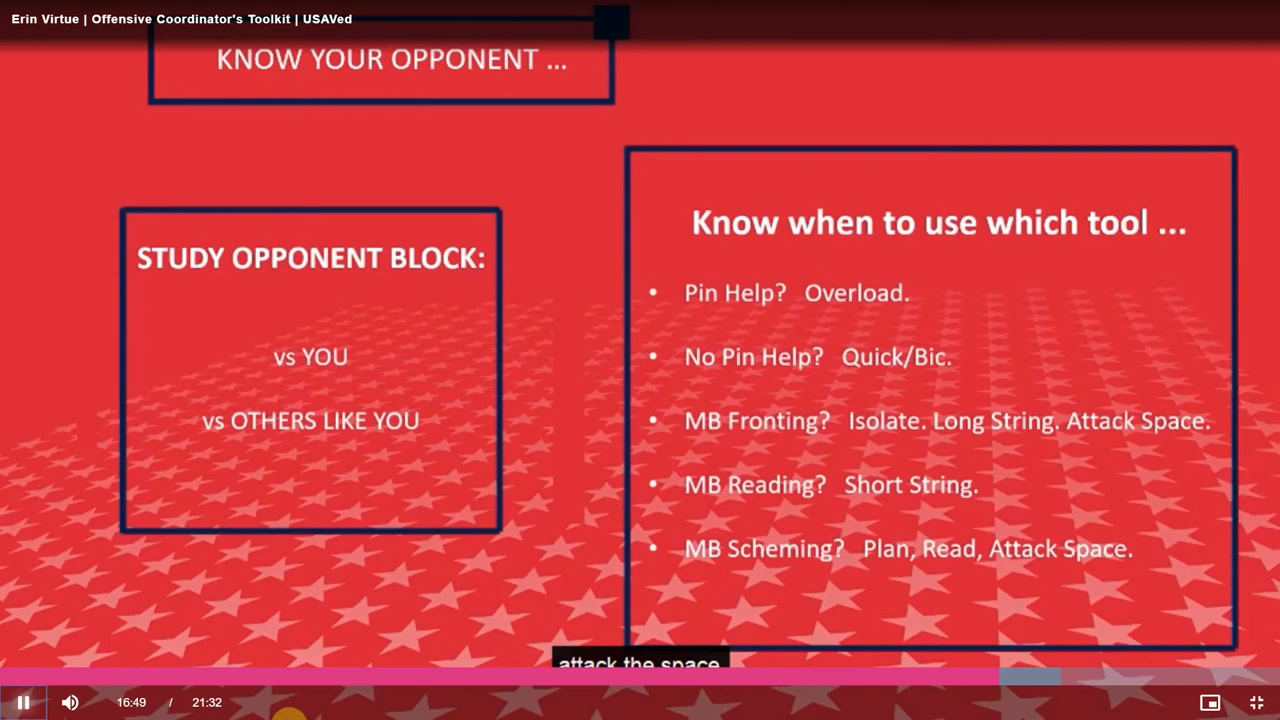 Erin Virtue | Offensive Coordinator's Toolkit | USAVed
KNOW YOUR OPPONENT ...
STUDY OPPONENT BLOCK:
vs YOU
vs OTHERS LIKE YOU
Know when to use which tool ...
• Pin Help? Overload.
• No Pin Help? Quick/Bic.
• MB Fronting? Isolate. Long String. Attack Space.
• MB Reading? Short String.
• MB Scheming? Plan, Read, Attack Space.
attack the space
16:49 / 21:32